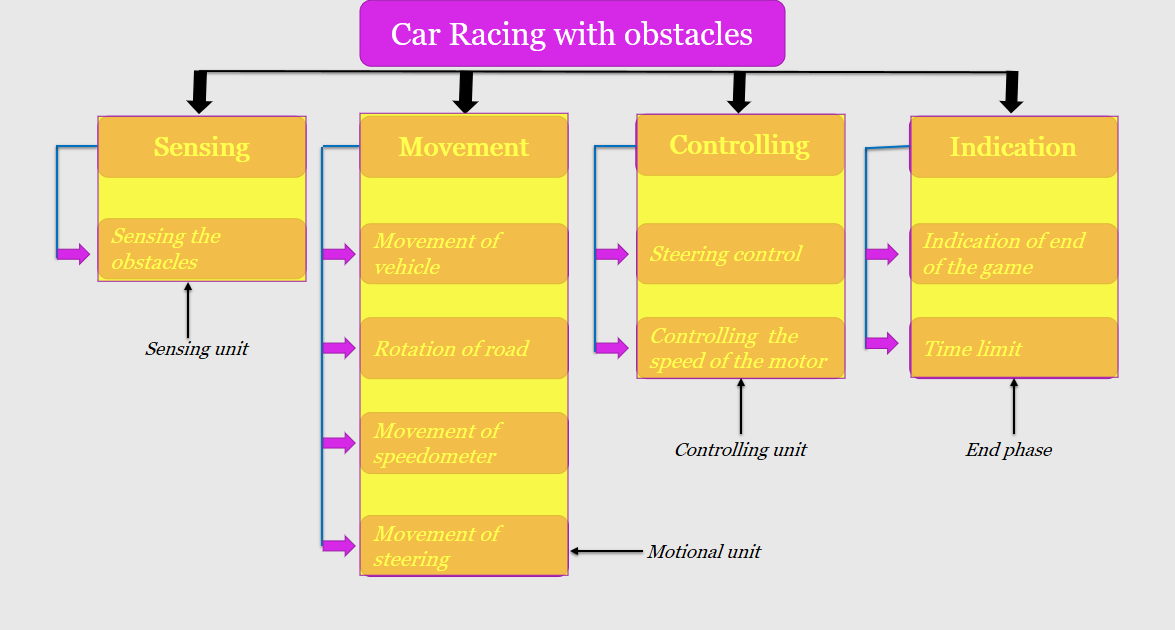 Car Racing with obstacles
Sensing
Sensing the
obstacles
Sensing unit
Movement
Movement of
vehicle
Rotation of road
Movement of
speedometer
Movement of
steering
Motional unit
Controlling
Steering control
Controlling the
speed of the motor
Controlling unit
Indication
Indication of end
of the game
Time limit
End phase